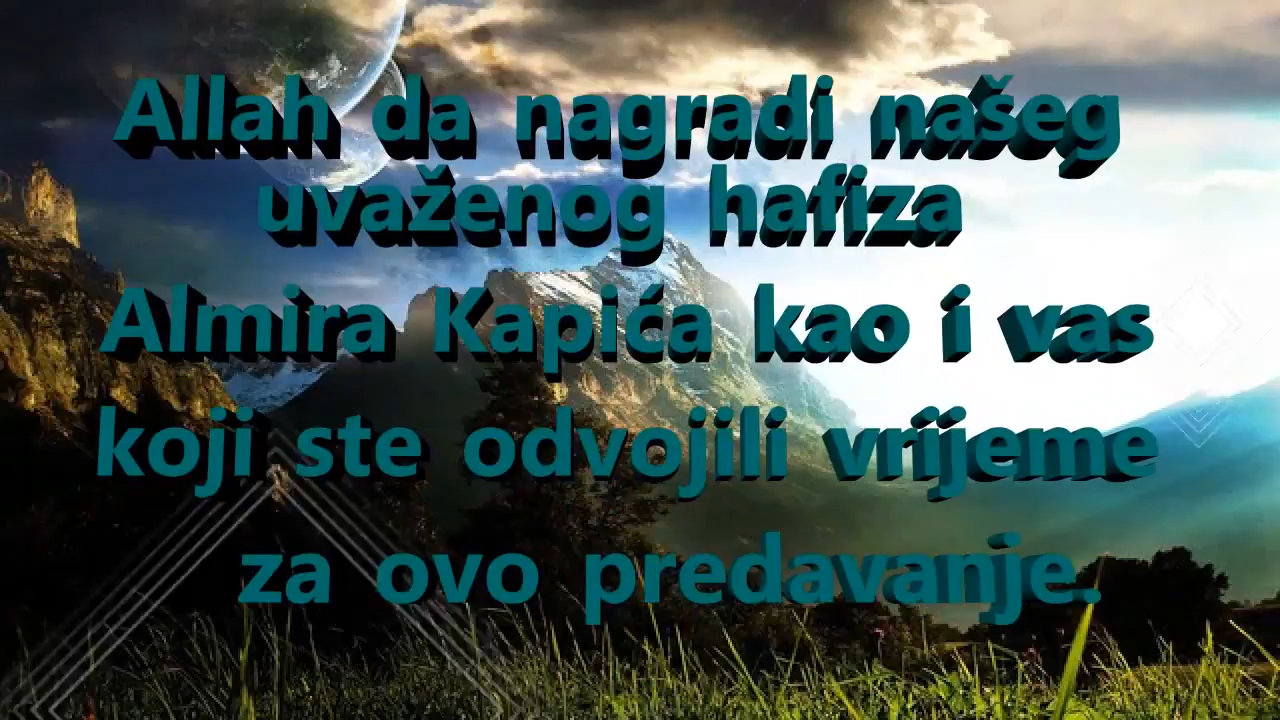 Allah da nagradi našeg
uvaženog hafiza
Almira Kapića kao i vas
koji ste odvojili vrijeme
za ovo predavanje.